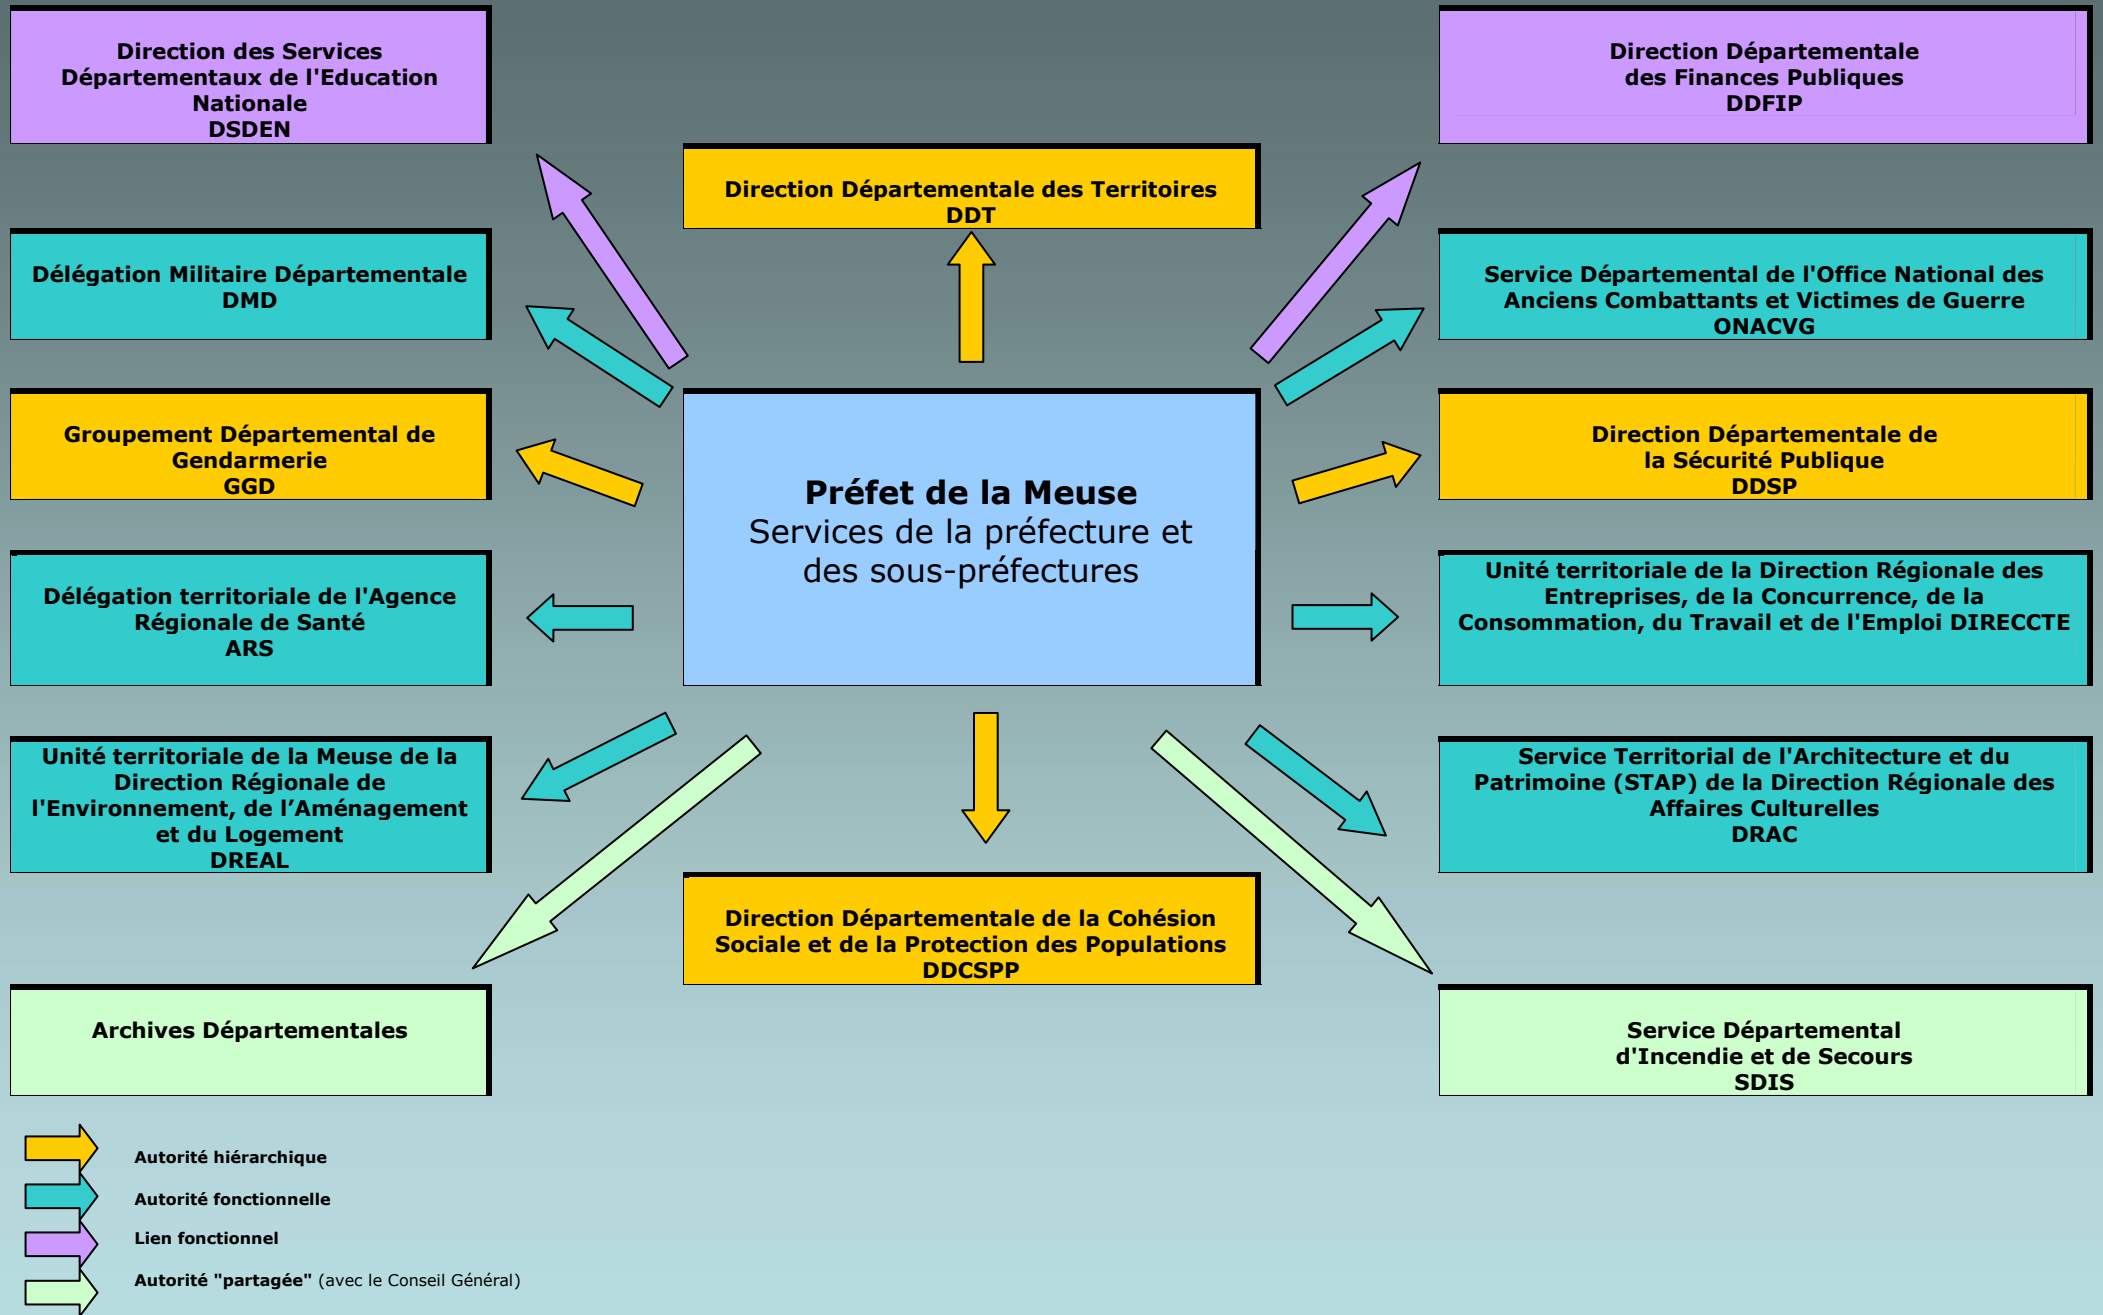 Direction des Services
Départementaux de l'Education
Nationale
DSDEN
Direction Départementale
des Finances Publiques
DDFIP
Direction Départementale des Territoires
DDT
Délégation Militaire Départementale
DMD
Service Départemental de l'Office National des
Anciens Combattants et Victimes de Guerre
ONACVG
Groupement Départemental de
Gendarmerie
GGD
Préfet de la Meuse
Services de la préfecture et
des sous-préfectures
Direction Départementale de
la Sécurité Publique
DDSP
Délégation territoriale de l'Agence
Régionale de Santé
ARS
Unité territoriale de la Direction Régionale des
Entreprises, de la Concurrence, de la
Consommation, du Travail et de l'Emploi DIRECCTE
Unité territoriale de la Meuse de la
Direction Régionale de
l'Environnement, de l’Aménagement
et du Logement
DREAL
Service Territorial de l'Architecture et du
Patrimoine (STAP) de la Direction Régionale des
Affaires Culturelles
DRAC
Direction Départementale de la Cohésion
Sociale et de la Protection des Populations
DDCSPP
Archives Départementales
Service Départemental
d'Incendie et de Secours
SDIS
Autorité hiérarchique
Autorité fonctionnelle
Lien fonctionnel
Autorité "partagée" (avec le Conseil Général)